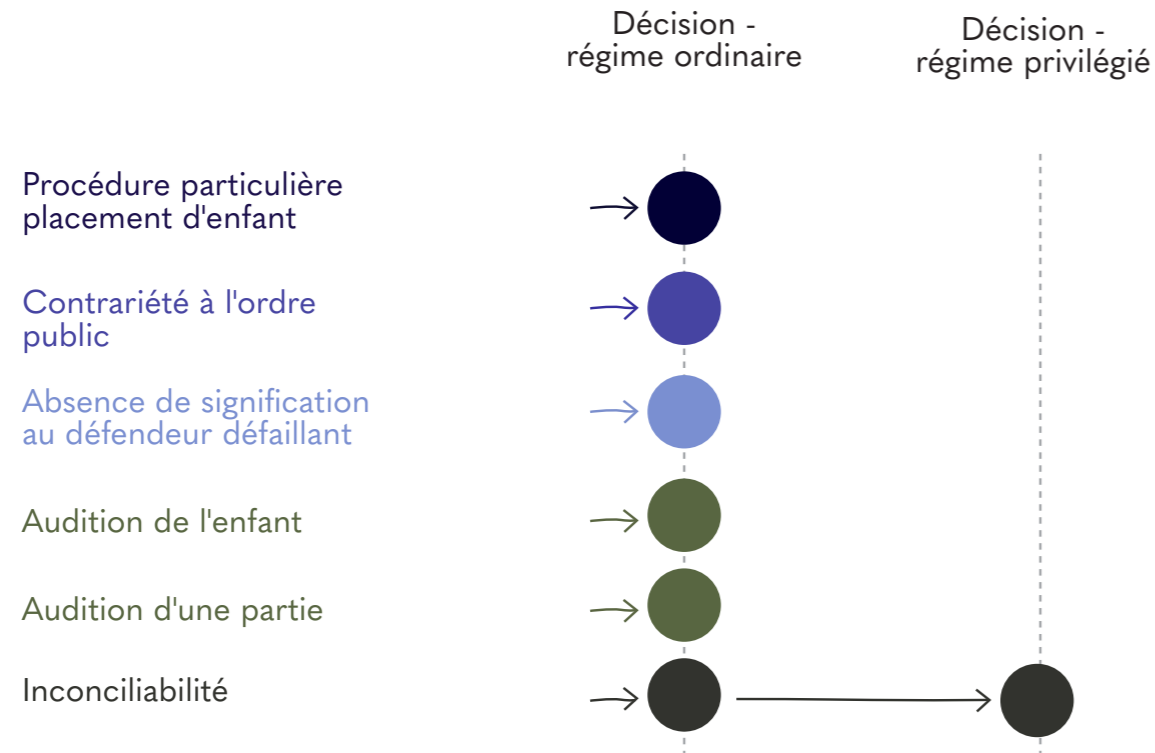 Décision -
régime ordinaire
Décision -
régime privilégié
Procédure particulière
placement d'enfant
Contrariété à l'ordre
public
Absence de signification
au défendeur défaillant
Audition de l'enfant
Audition d'une partie
Inconciliabilité